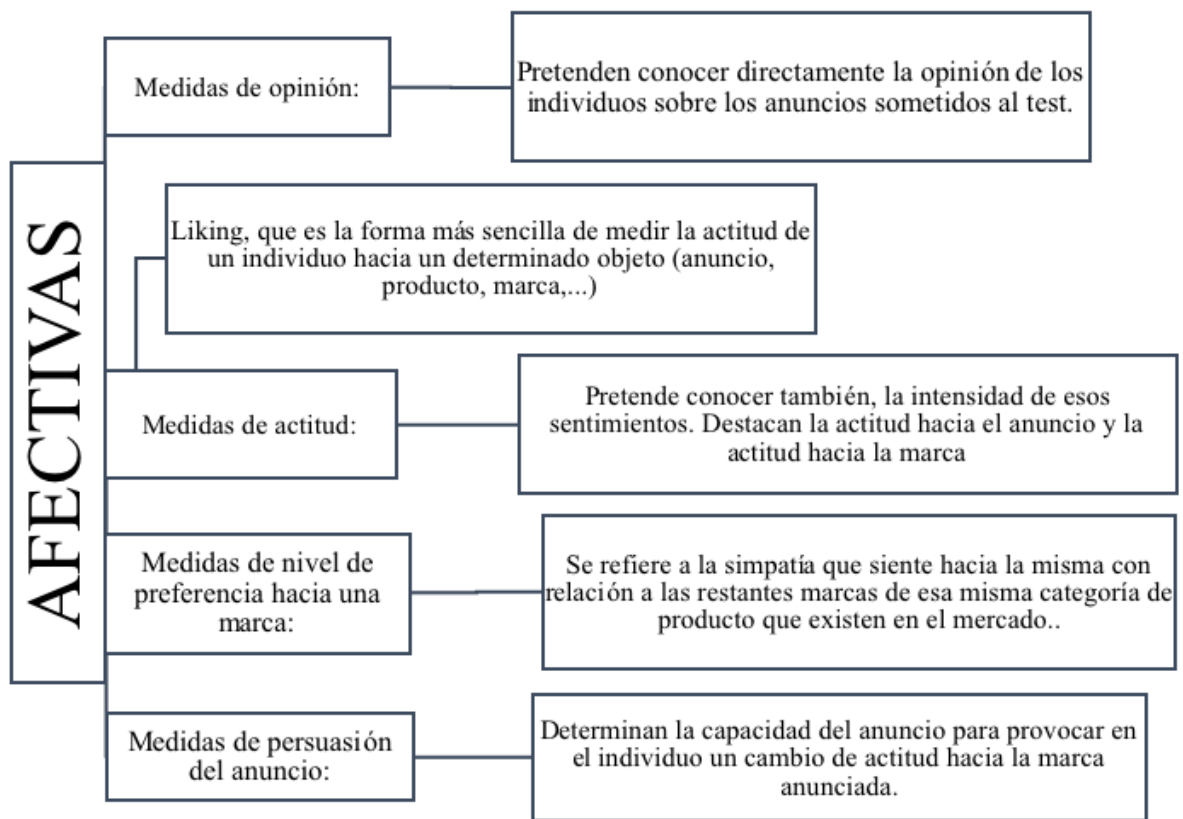 AFECTIVAS
Medidas de opinión:
Pretenden conocer directamente la opinión de los
individuos sobre los anuncios sometidos al test.
Liking, que es la forma más sencilla de medir la actitud de
un individuo hacia un determinado objeto (anuncio,
producto, marca,...)
Medidas de actitud:
Pretende conocer también, la intensidad de esos
sentimientos. Destacan la actitud hacia el anuncio y la
actitud hacia la marca
Medidas de nivel de
preferencia hacia una
marca:
Se refiere a la simpatía que siente hacia la misma con
relación a las restantes marcas de esa misma categoría de
producto que existen en el mercado..
Medidas de persuasión
del anuncio:
Determinan la capacidad del anuncio para provocar en
el individuo un cambio de actitud hacia la marca
anunciada.